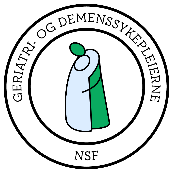 GERIATRI- OG DEMENSSYKEPLEIERNE
NSF